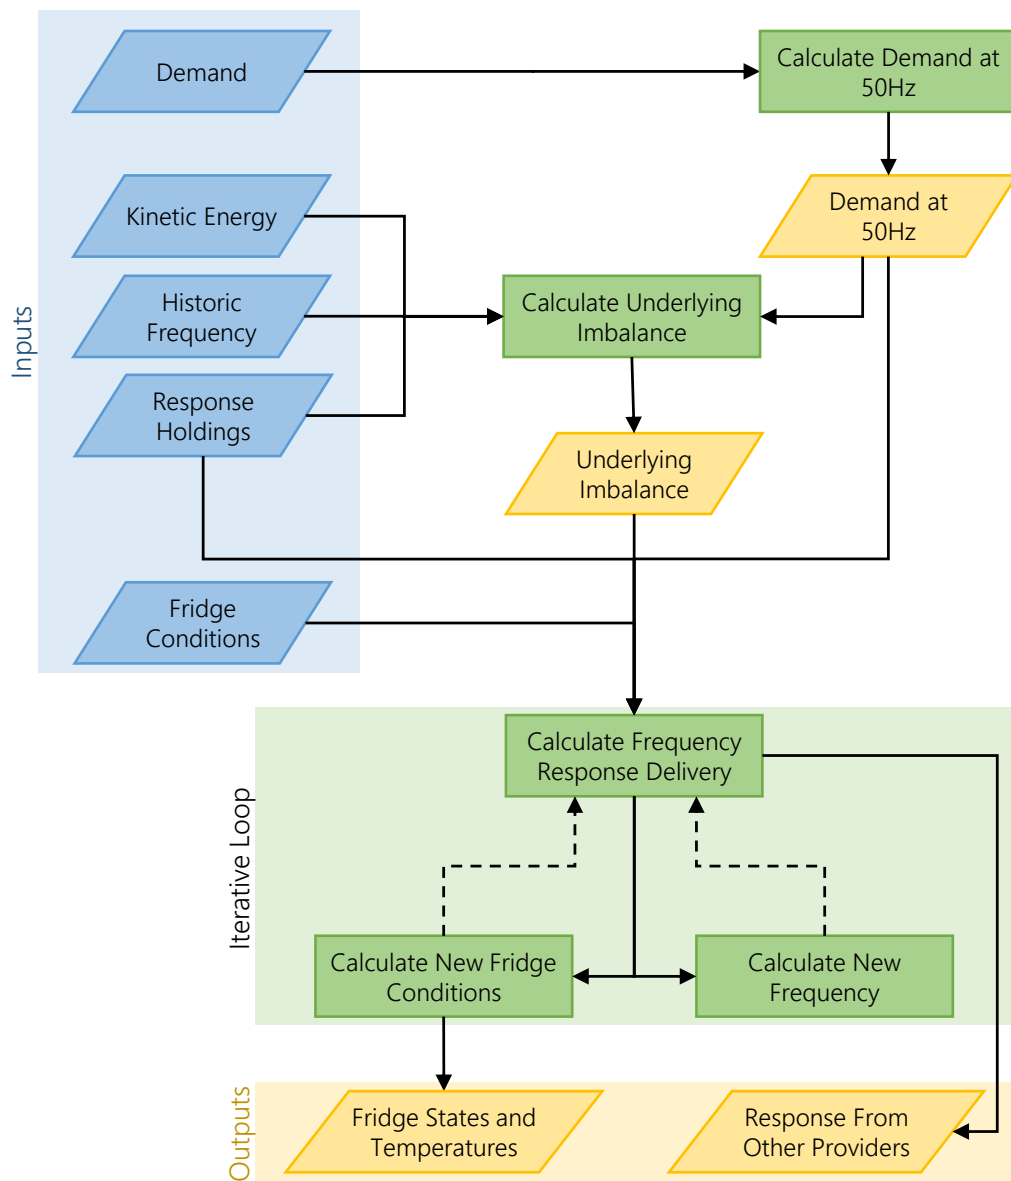 Inputs
Demand
Calculate Demand at
50Hz
Kinetic Energy
Demand at
50Hz
Historic
Frequency
Calculate Underlying
Imbalance
Response
Holdings
Underlying
Imbalance
Fridge
Conditions
Iterative Loop
Calculate Frequency
Response Delivery
Calculate New Fridge
Conditions
Calculate New
Frequency
Outputs
Fridge States and
Temperatures
Response From
Other Providers